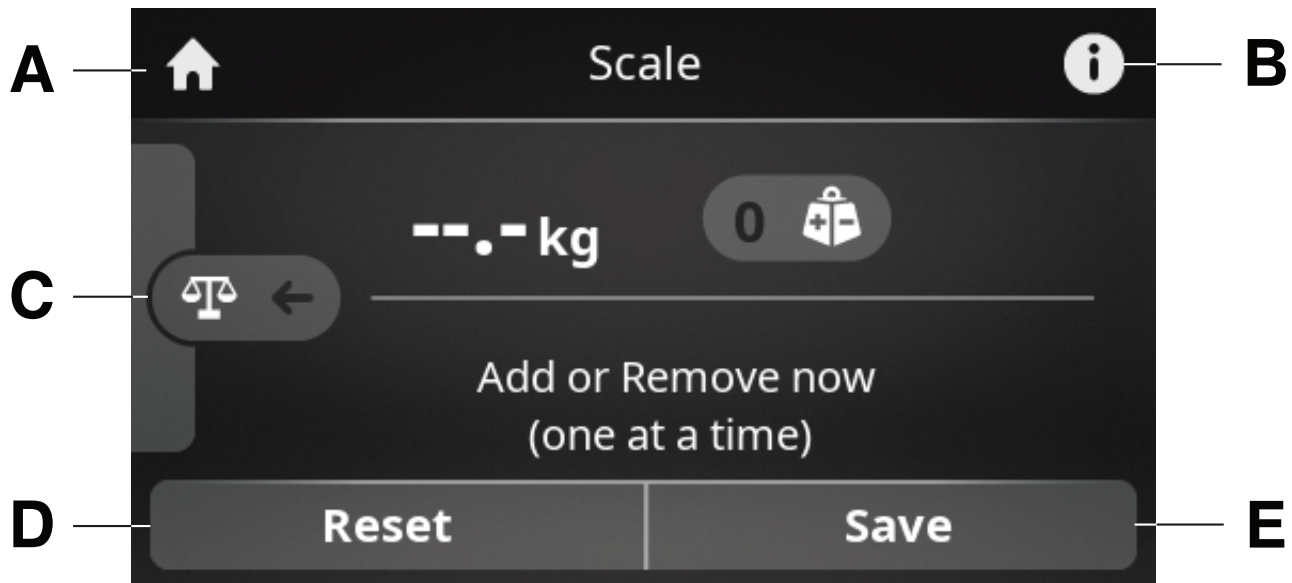 A
Scale
B
--.- kg
0
C
Add or Remove now
(one at a time)
D
Reset
Save
E